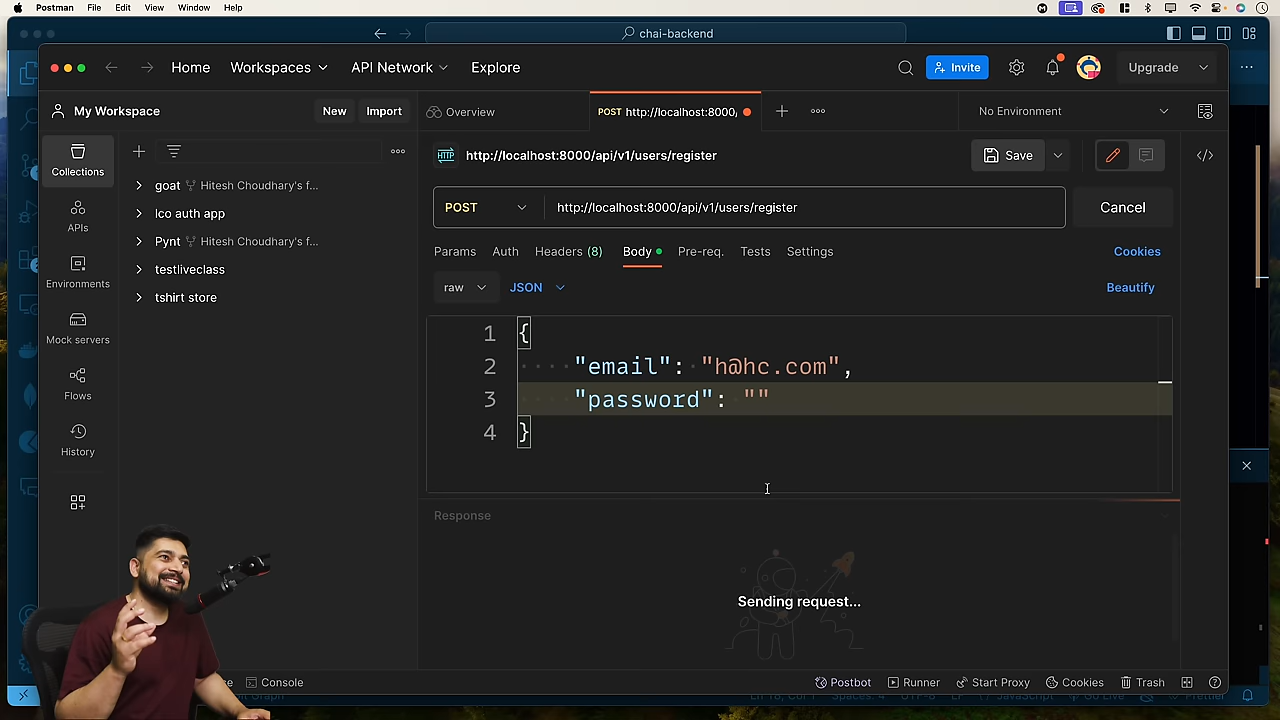 Postman File Edit View Window Help
chai-backend
Home Workspaces API Network Explore Invite Upgrade
My Workspace New Import Overview POST http://localhost:8000/ No Environment
Collections
APIs
Environments
Mock servers
Flows
History
goat Hitesh Choudhary's f...
lco auth app
Pynt Hitesh Choudhary's f...
testliveclass
tshirt store
HTTP http://localhost:8000/api/v1/users/register Save
POST http://localhost:8000/api/v1/users/register Cancel
Params Auth Headers (8) Body Pre-req. Tests Settings Cookies
raw JSON Beautify
1 {
2 "email": "h@hc.com",
3 "password": ""
4 }
Response
Sending request...
Console Postbot Runner Start Proxy Cookies Trash